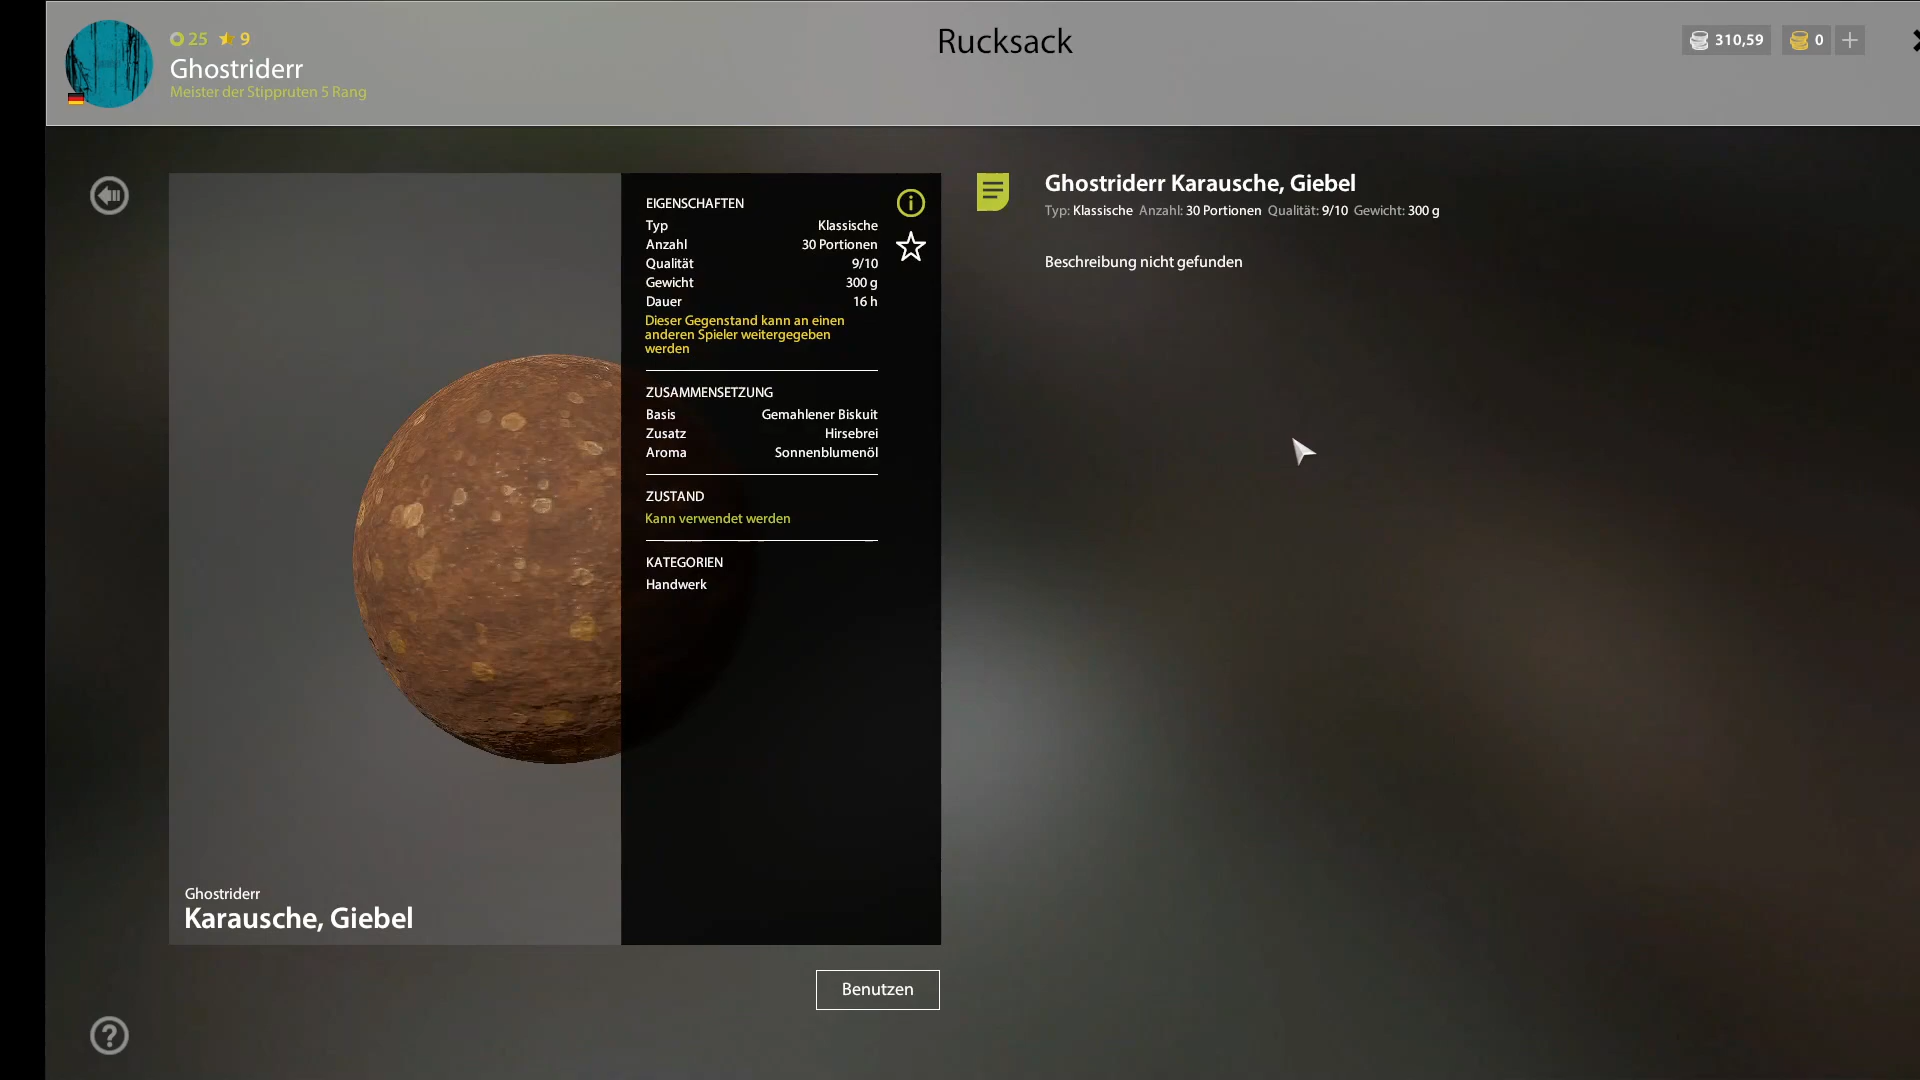 25 9
Ghostriderr
Meister der Stippruten 5 Rang
Rucksack
310,59
0
EIGENSCHAFTEN
Typ Klassische
Anzahl 30 Portionen
Qualität 9/10
Gewicht 300 g
Dauer 16 h
Dieser Gegenstand kann an einen
anderen Spieler weitergegeben
werden
ZUSAMMENSETZUNG
Basis Gemahlener Biskuit
Zusatz Hirsebrei
Aroma Sonnenblumenöl
ZUSTAND
Kann verwendet werden
KATEGORIEN
Handwerk
Ghostriderr
Karausche, Giebel
Benutzen
Ghostriderr Karausche, Giebel
Typ: Klassische Anzahl: 30 Portionen Qualität: 9/10 Gewicht: 300 g
Beschreibung nicht gefunden